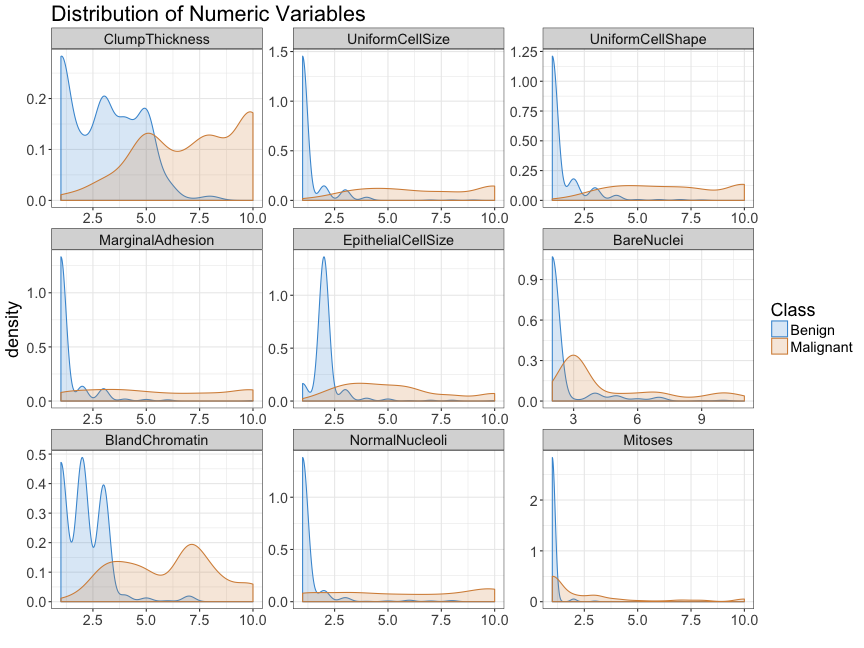 Distribution of Numeric Variables
ClumpThickness UniformCellSize UniformCellShape
0.2
0.1
0.0
2.5 5.0 7.5 10.0
1.5
1.0
0.5
0.0
2.5 5.0 7.5 10.0
1.25
1.00
0.75
0.50
0.25
0.00
2.5 5.0 7.5 10.0
MarginalAdhesion EpithelialCellSize BareNuclei
1.0
0.5
0.0
2.5 5.0 7.5 10.0
1.0
0.5
0.0
2.5 5.0 7.5 10.0
0.9
0.6
0.3
0.0
3 6 9
BlandChromatin NormalNucleoli Mitoses
0.5
0.4
0.3
0.2
0.1
0.0
2.5 5.0 7.5 10.0
1.0
0.5
0.0
2.5 5.0 7.5 10.0
2
1
0
2.5 5.0 7.5 10.0
density
Class
Benign
Malignant